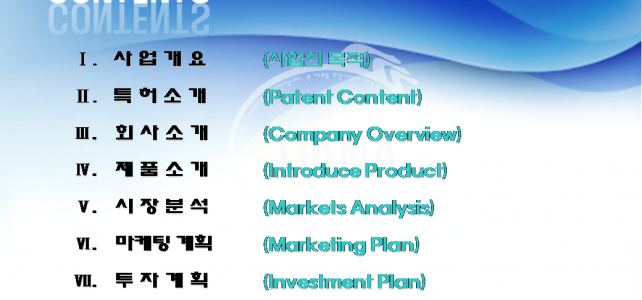 CONTENTS
Ⅰ. 사업개요 (사업의 목적)
Ⅱ. 특허소개 (Patent Content)
Ⅲ. 회사소개 (Company Overview)
Ⅳ. 제품소개 (Introduce Product)
Ⅴ. 시장분석 (Markets Analysis)
Ⅵ. 마케팅계획 (Marketing Plan)
Ⅶ. 투자계획 (Investment Plan)